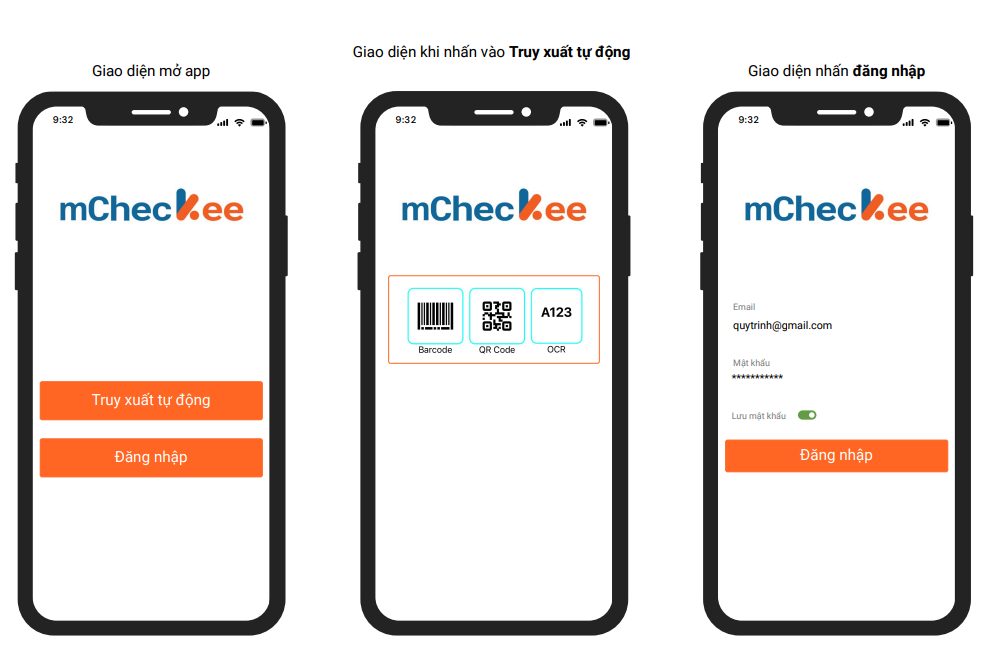 Giao diện mở app
9:32
mCheckee
Truy xuất tự động
Đăng nhập
Giao diện khi nhấn vào Truy xuất tự động
9:32
mCheckee
A123
Barcode
QR Code
OCR
Giao diện nhấn đăng nhập
9:32
mCheckee
Email
quytrinh@gmail.com
Mật khẩu
***********
Lưu mật khẩu
Đăng nhập